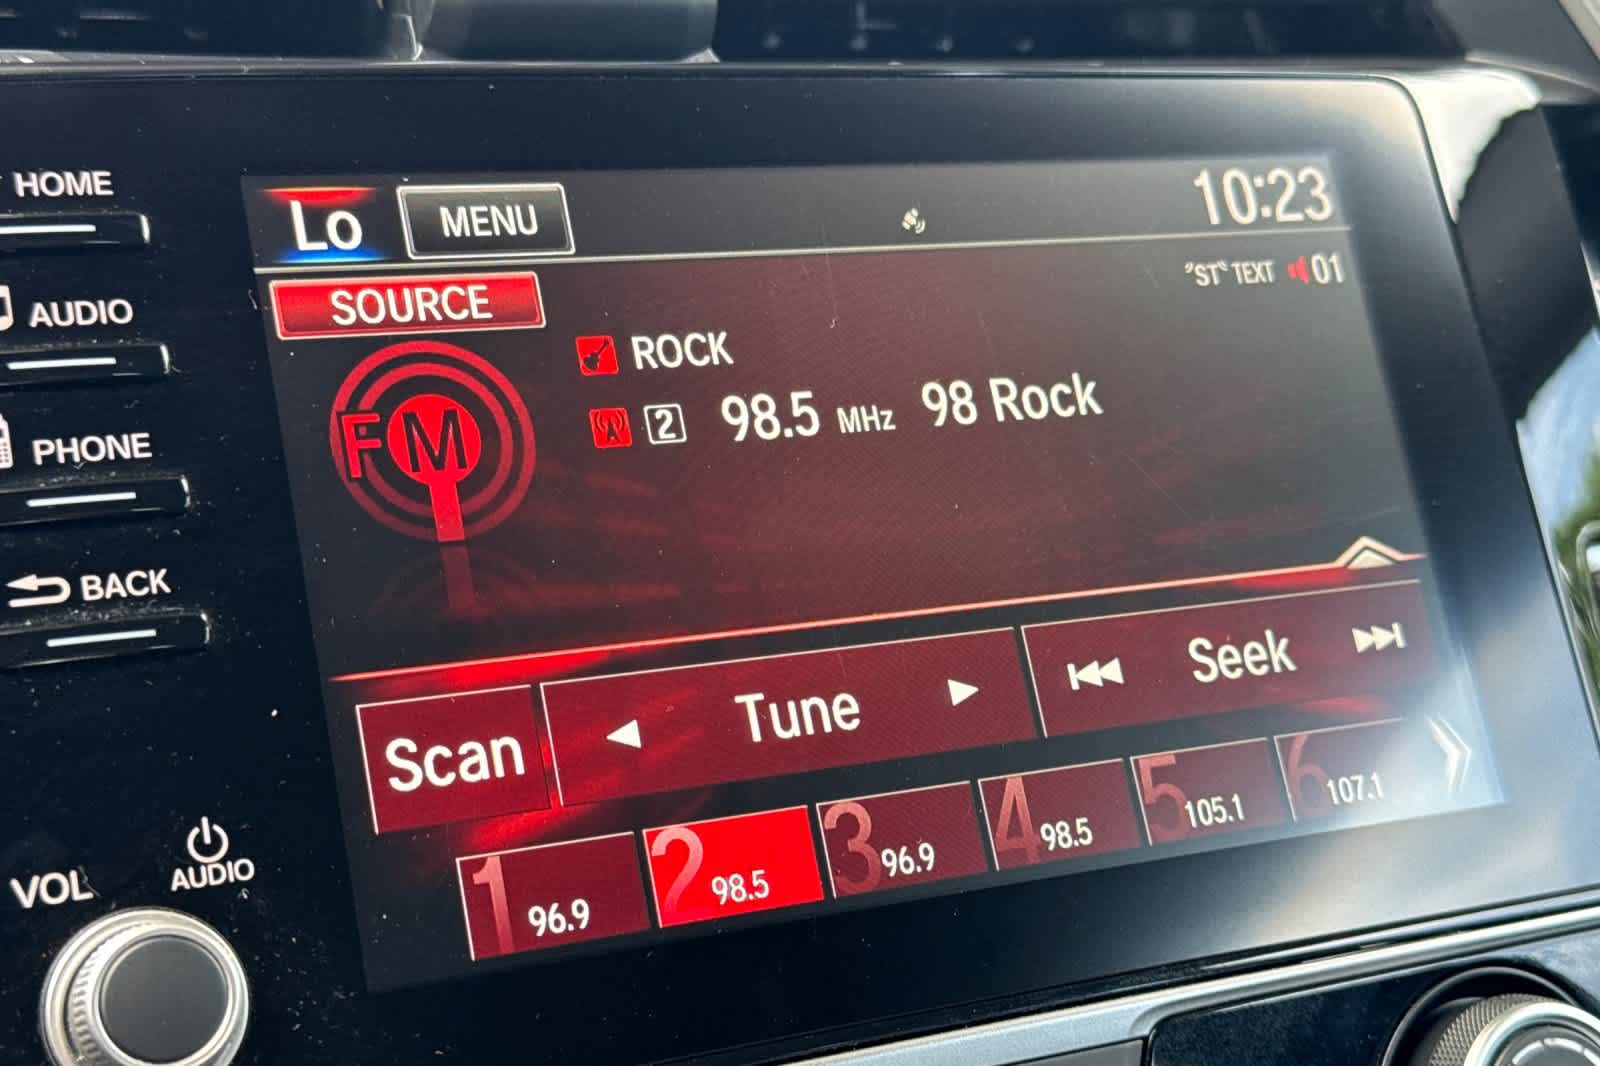 HOME
AUDIO
PHONE
BACK
VOL
AUDIO
Lo
MENU
10:23
"ST" TEXT 01
SOURCE
FM
ROCK
2 98.5 MHz 98 Rock
Scan
Tune
Seek
1 96.9
2 98.5
3 96.9
4 98.5
5 105.1
6 107.1